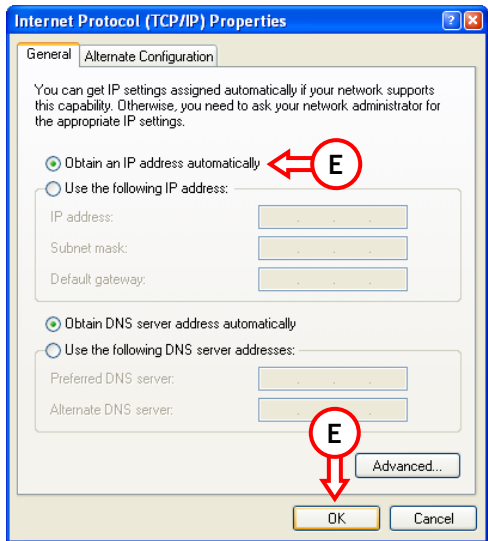 Internet Protocol (TCP/IP) Properties
General
Alternate Configuration
You can get IP settings assigned automatically if your network supports
this capability. Otherwise, you need to ask your network administrator for
the appropriate IP settings.
Obtain an IP address automatically
E
Use the following IP address:
IP address:
Subnet mask:
Default gateway:
Obtain DNS server address automatically
Use the following DNS server addresses:
Preferred DNS server:
Alternate DNS server:
E
Advanced...
OK
Cancel